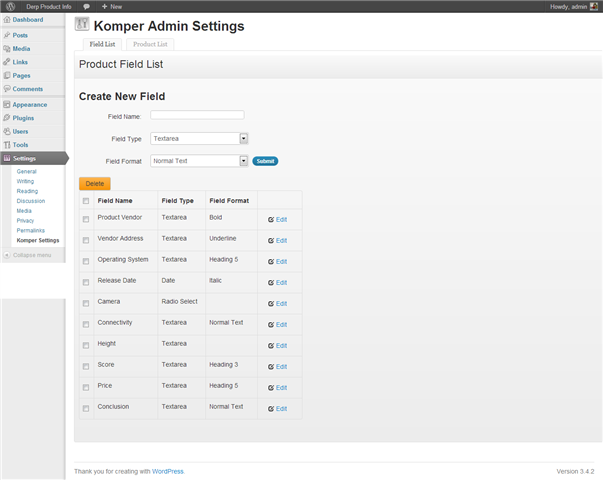 Derp Product Info + New Howdy, admin
Dashboard
Posts
Media
Links
Pages
Comments
Appearance
Plugins
Users
Tools
Settings
General
Writing
Reading
Discussion
Media
Privacy
Permalinks
Komper Settings
Collapse menu
Komper Admin Settings
Field List Product List
Product Field List
Create New Field
Field Name:
Field Type Textarea
Field Format Normal Text Submit
Delete
Field Name Field Type Field Format
Product Vendor Textarea Bold Edit
Vendor Address Textarea Underline Edit
Operating System Textarea Heading 5 Edit
Release Date Date Italic Edit
Camera Radio Select Edit
Connectivity Textarea Normal Text Edit
Height Textarea Edit
Score Textarea Heading 3 Edit
Price Textarea Heading 5 Edit
Conclusion Textarea Normal Text Edit
Thank you for creating with WordPress. Version 3.4.2